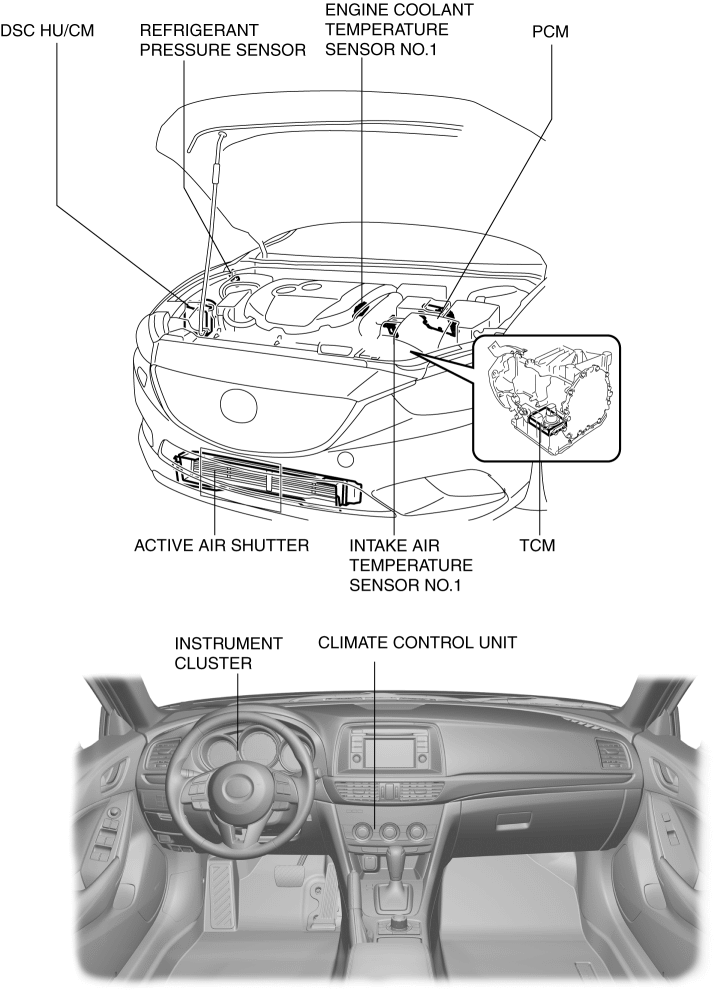 DSC HU/CM
REFRIGERANT
PRESSURE SENSOR
ENGINE COOLANT
TEMPERATURE
SENSOR NO.1
PCM
ACTIVE AIR SHUTTER
INTAKE AIR
TEMPERATURE
SENSOR NO.1
TCM
INSTRUMENT
CLUSTER
CLIMATE CONTROL UNIT